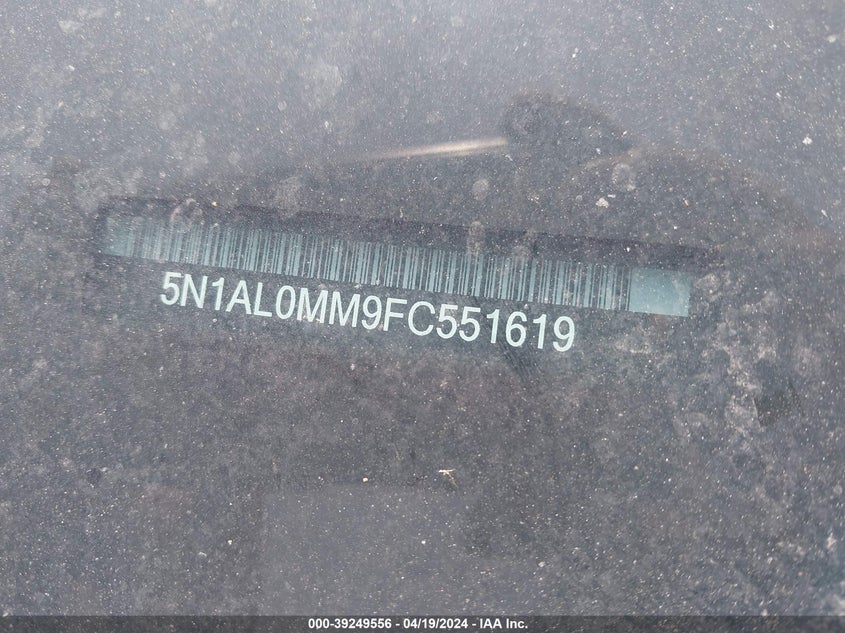 5N1AL0MM9FC551619
000-39249556 - 04/19/2024 - IAA Inc.